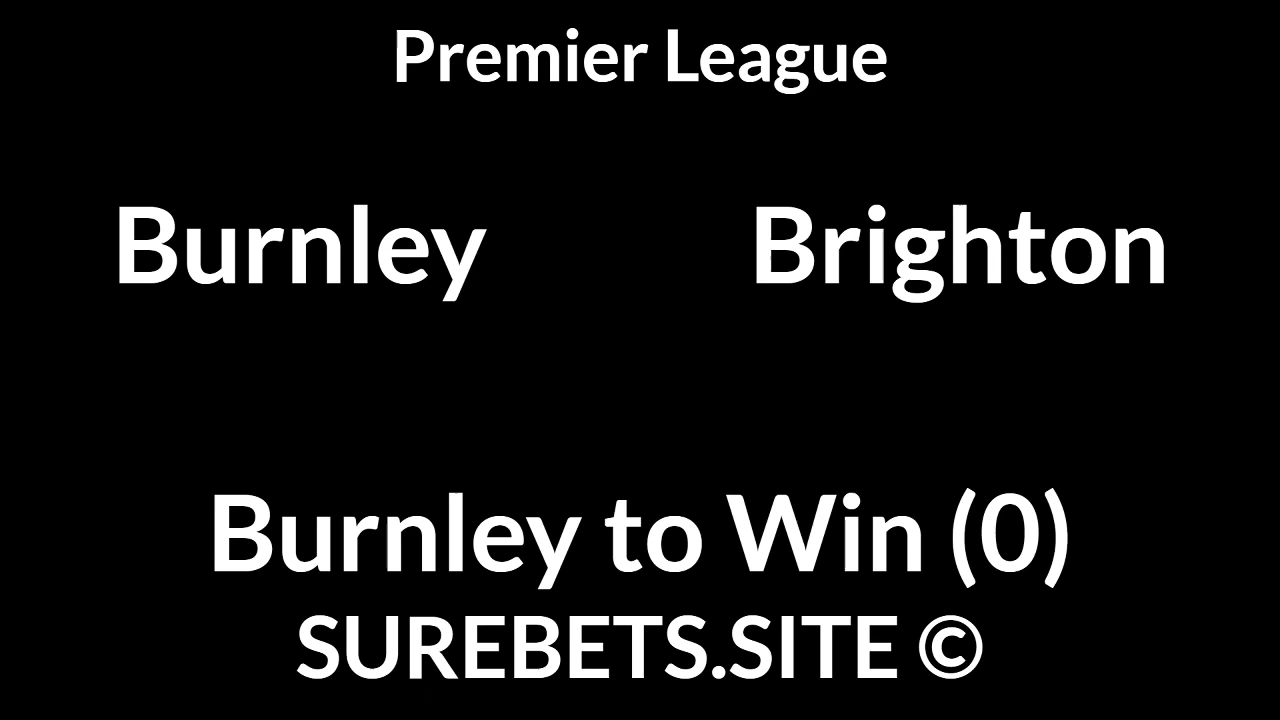 Premier League
Burnley Brighton
Burnley to Win (0)
SUREBETS.SITE ©